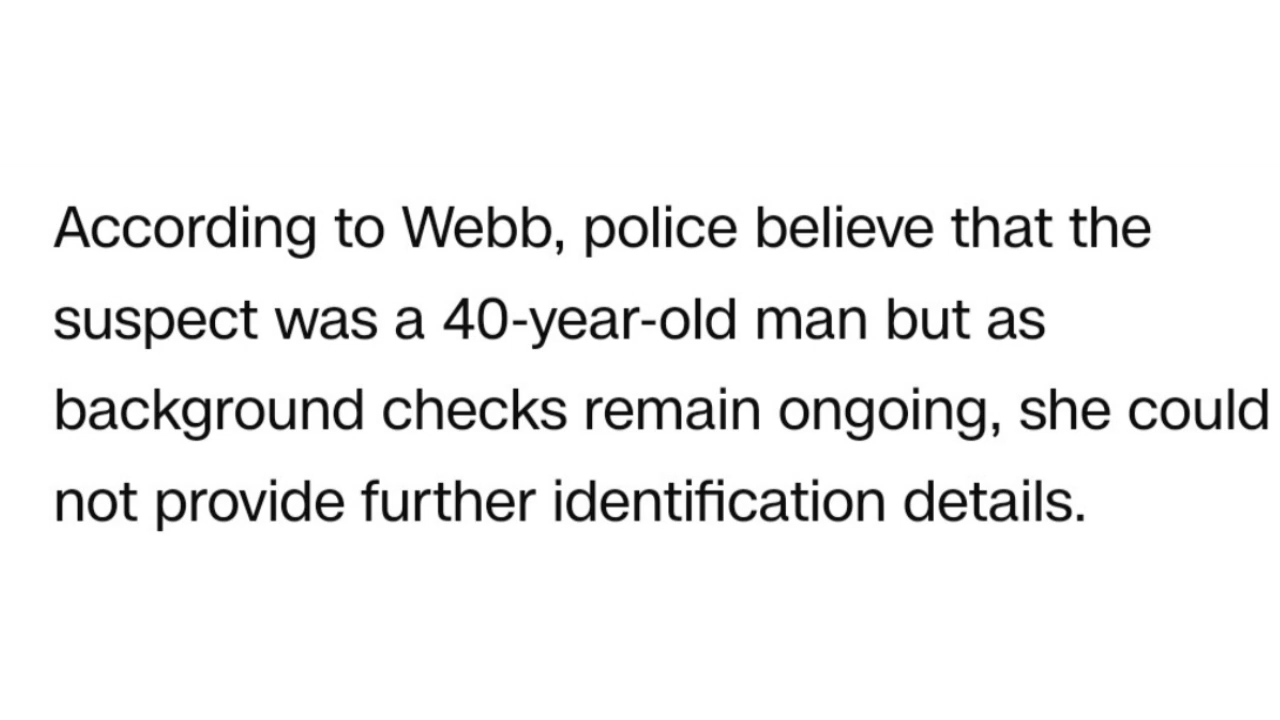 According to Webb, police believe that the
suspect was a 40-year-old man but as
background checks remain ongoing, she could
not provide further identification details.